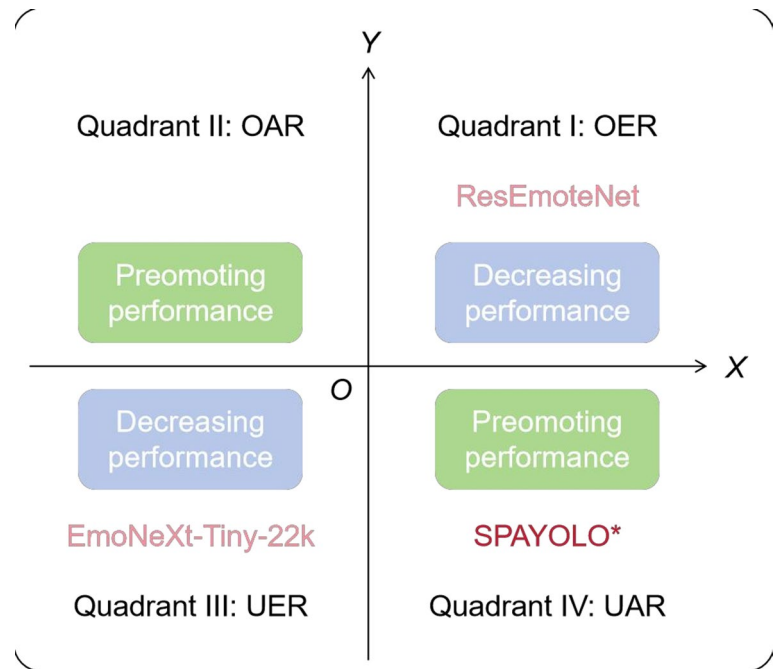 Y
Quadrant II: OAR
Quadrant I: OER
ResEmoteNet
Preomoting
performance
Decreasing
performance
O
X
Decreasing
performance
Preomoting
performance
EmoNeXt-Tiny-22k
SPAYOLO*
Quadrant III: UER
Quadrant IV: UAR